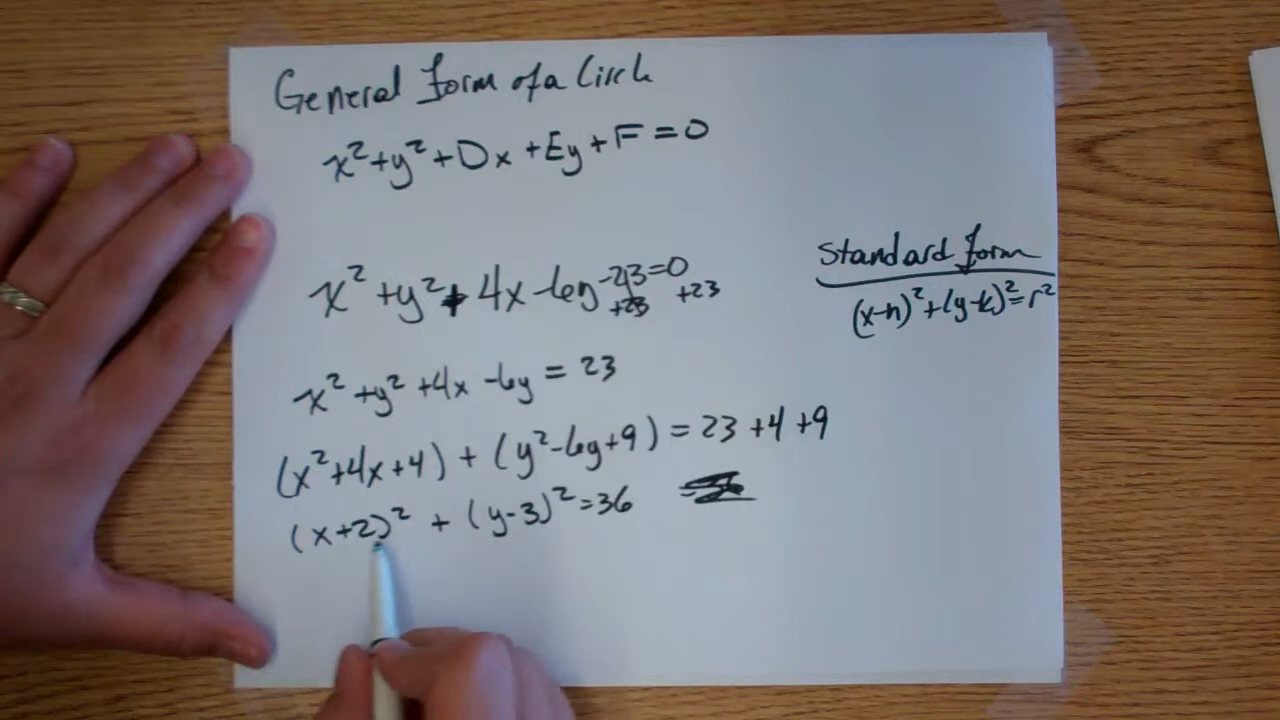 General form of a Circle
x²+y²+Dx+Ey+F=0
x²+y²+4x-6y-23=0
+23 +23
Standard form
(x-h)²+(y-k)²=r²
x²+y²+4x-6y=23
(x²+4x+4)+(y²-6y+9)=23+4+9
(x+2)²+(y-3)²=36